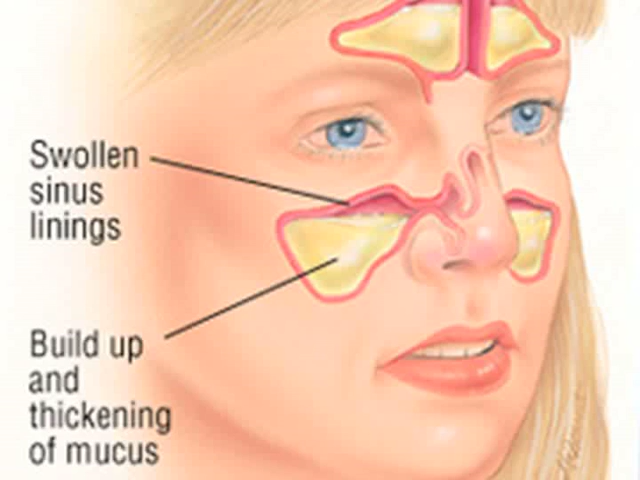 Swollen
sinus
linings
Build up
and
thickening
of mucus